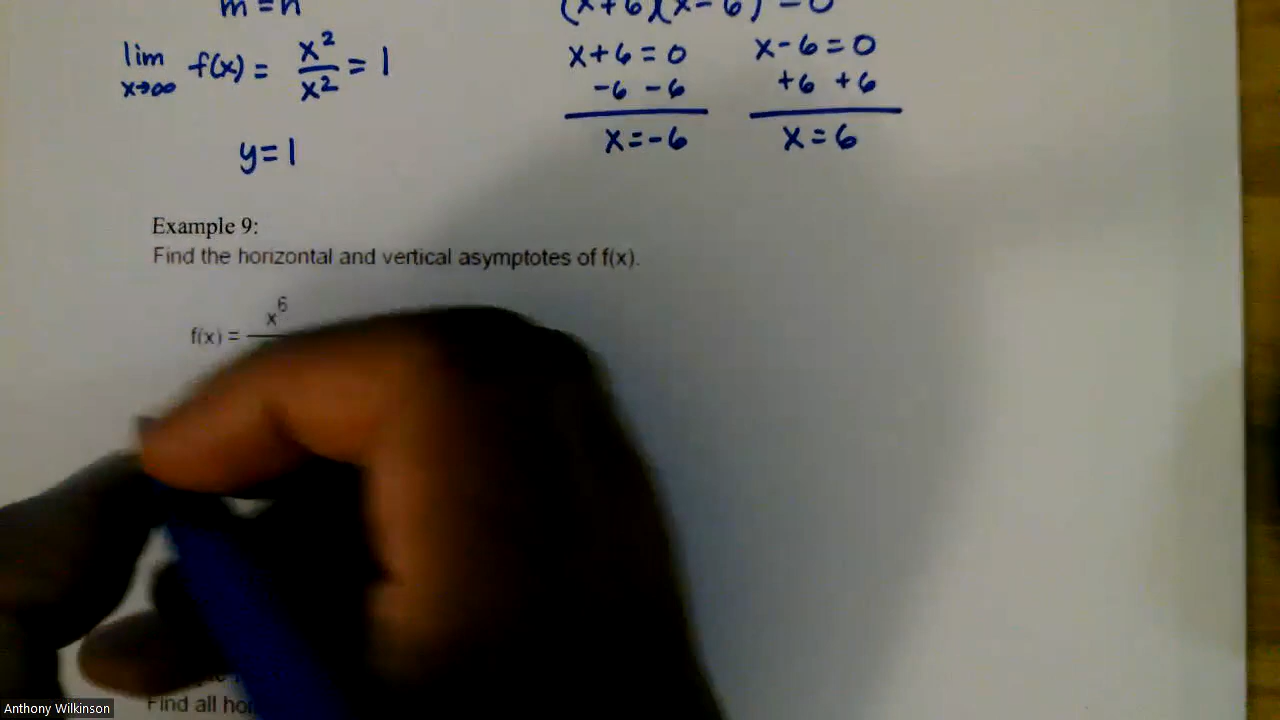 m = n
(x+6)(x-6) = 0
lim x→∞ f(x) = x²/x² = 1
x+6=0 x-6=0
-6 -6 +6 +6
x=-6 x=6
y=1
Example 9:
Find the horizontal and vertical asymptotes of f(x).
f(x) = x⁶
Find all
Anthony Wilkinson